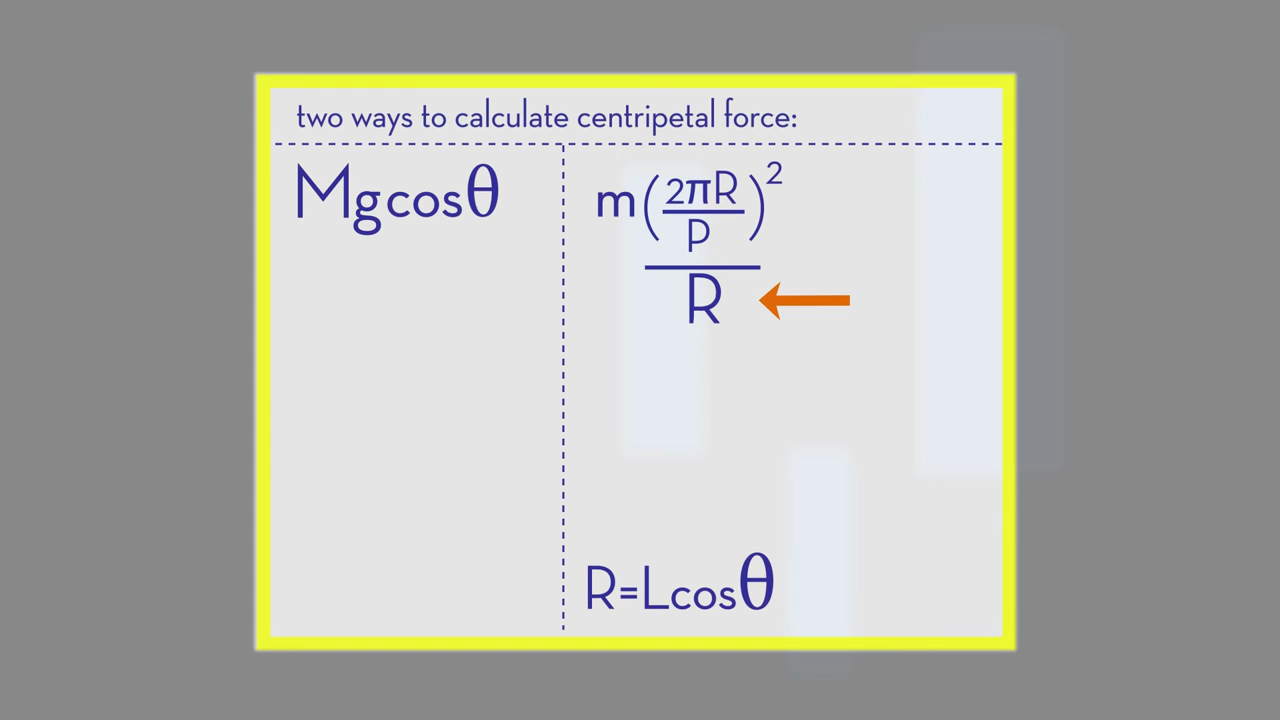 two ways to calculate centripetal force:
Mgcosθ
m(2πR/P)²
R
R=Lcosθ